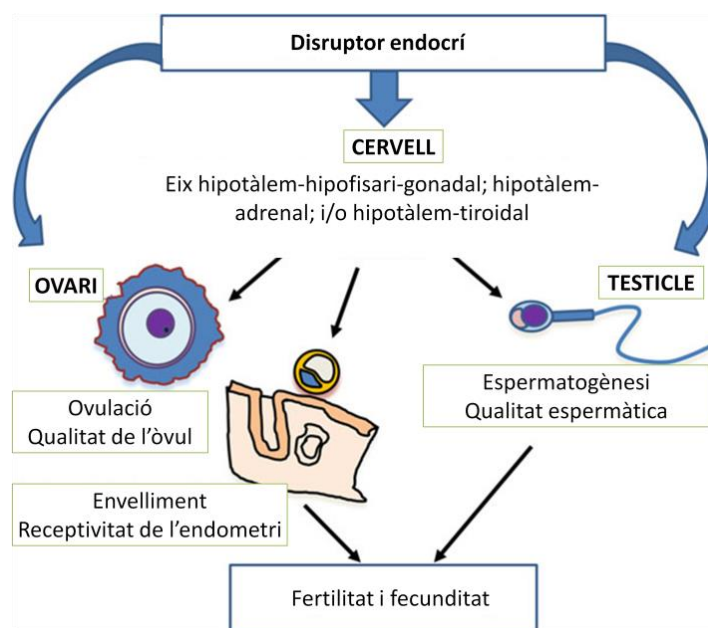 Disruptor endocrí
CERVELL
Eix hipotàlem-hipofisari-gonadal; hipotàlem-
adrenal; i/o hipotàlem-tiroidal
OVARI
TESTICLE
Ovulació
Qualitat de l’òvul
Espermatogènesi
Qualitat espermàtica
Envelliment
Receptivitat de l’endometri
Fertilitat i fecunditat